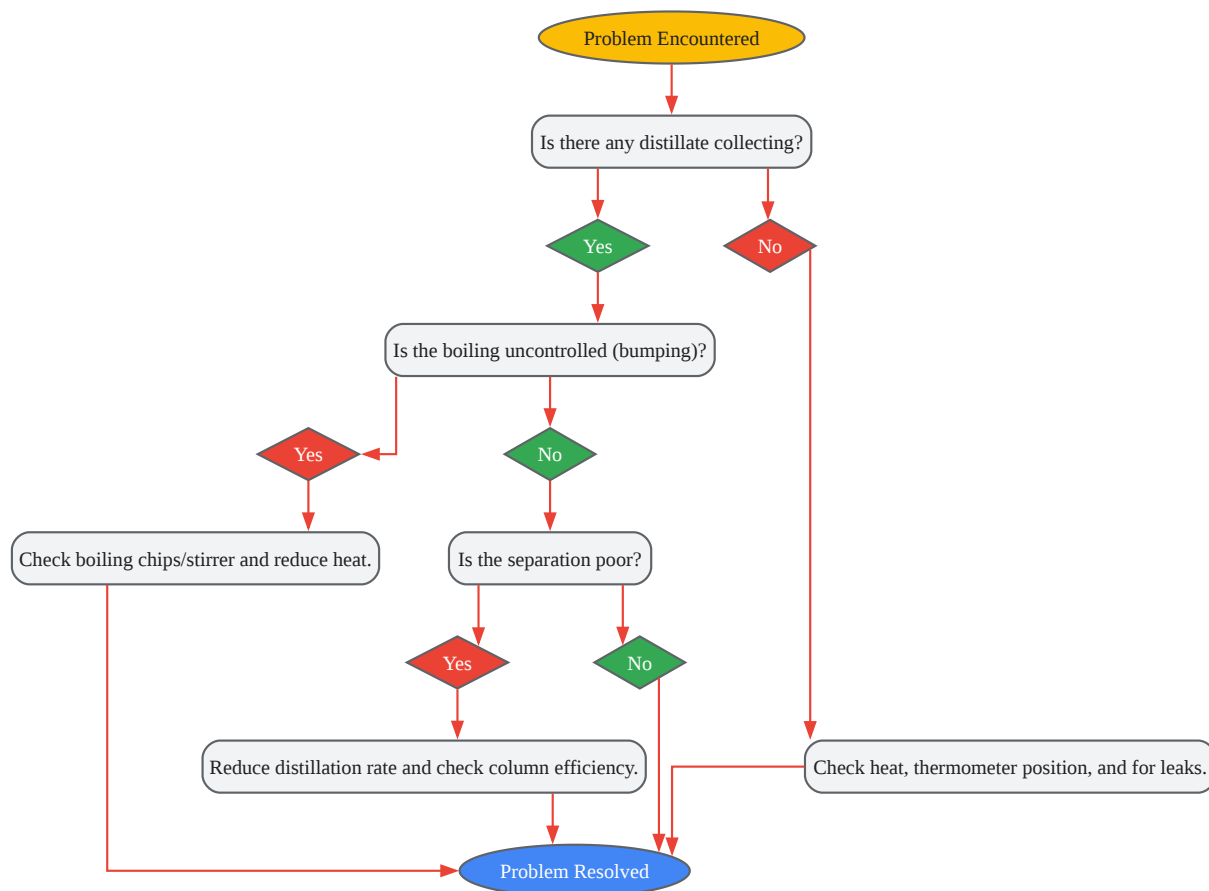 Problem Encountered
Is there any distillate collecting?
Yes
No
Is the boiling uncontrolled (bumping)?
Yes
No
Check boiling chips/stirrer and reduce heat.
Is the separation poor?
Yes
No
Reduce distillation rate and check column efficiency.
Check heat, thermometer position, and for leaks.
Problem Resolved